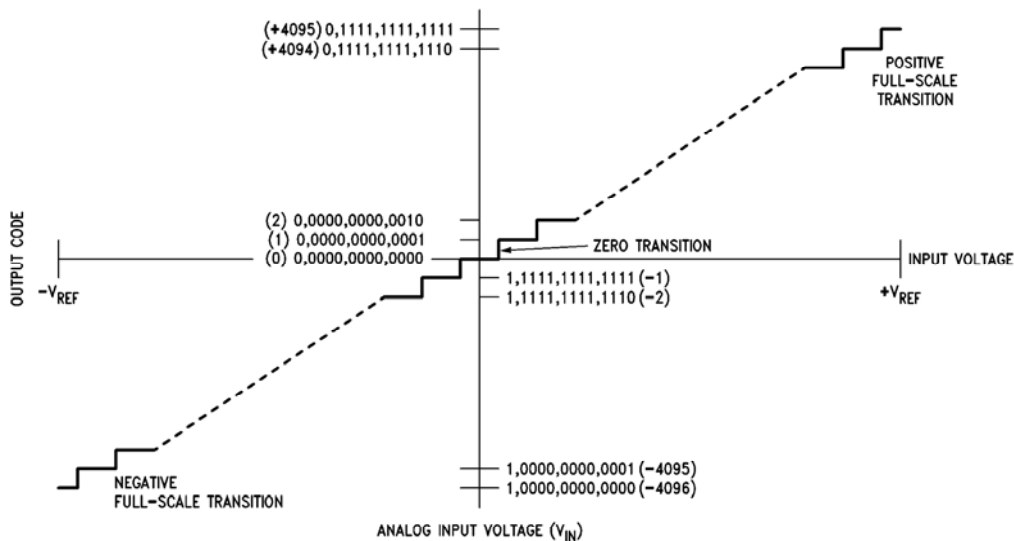 (+4095) 0,1111,1111,1111
(+4094) 0,1111,1111,1110
POSITIVE
FULL-SCALE
TRANSITION
OUTPUT CODE
(2) 0,0000,0000,0010
(1) 0,0000,0000,0001
(0) 0,0000,0000,0000
ZERO TRANSITION
INPUT VOLTAGE
-VREF
+VREF
1,1111,1111,1111 (-1)
1,1111,1111,1110 (-2)
NEGATIVE
FULL-SCALE TRANSITION
1,0000,0000,0001 (-4095)
1,0000,0000,0000 (-4096)
ANALOG INPUT VOLTAGE (VIN)